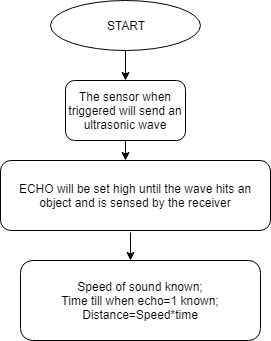 START
The sensor when
triggered will send an
ultrasonic wave
ECHO will be set high until the wave hits an
object and is sensed by the receiver
Speed of sound known;
Time till when echo=1 known;
Distance=Speed*time